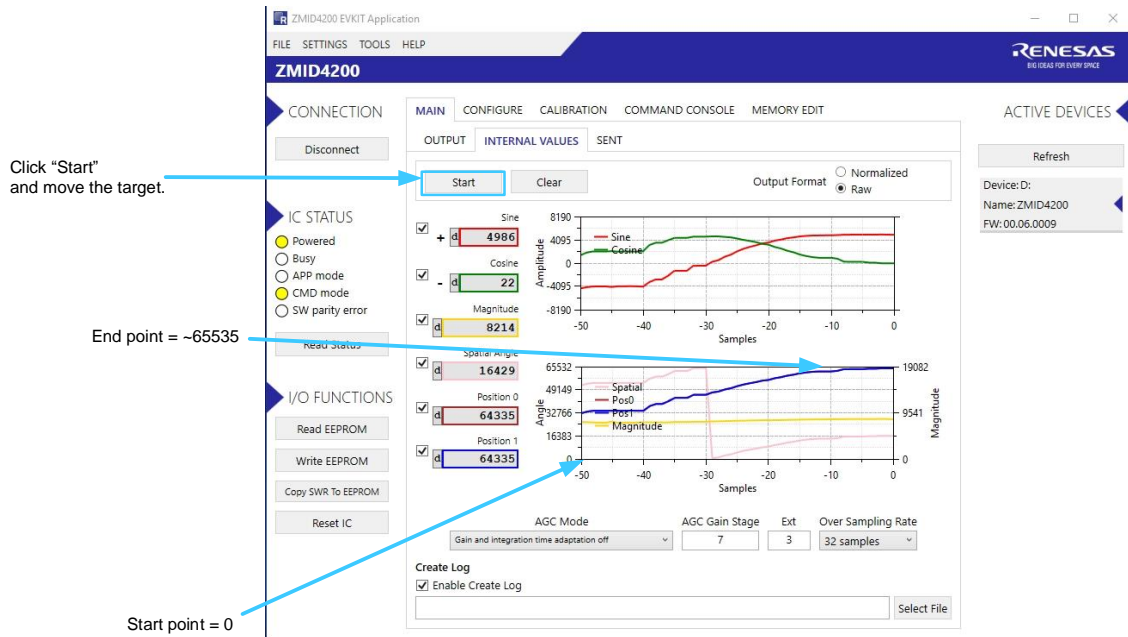 ZMID4200 EVKIT Application
FILE SETTINGS TOOLS HELP
RENESAS
BIG IDEAS FOR EVERY SPACE
ZMID4200
CONNECTION
Disconnect
MAIN CONFIGURE CALIBRATION COMMAND CONSOLE MEMORY EDIT
OUTPUT INTERNAL VALUES SENT
ACTIVE DEVICES
Refresh
Device: D:
Name: ZMID4200
FW: 00.06.0009
Click “Start”
and move the target.
Start Clear
Output Format Normalized
Raw
IC STATUS
Powered
Busy
APP mode
CMD mode
SW parity error
Read Status
Sine
+ d 4986
Cosine
- d 22
Magnitude
d 8214
Spatial Angle
d 16429
Position 0
d 64335
Position 1
d 64335
8190
4095
0
-4095
-8190
Amplitude
Sine
Cosine
-50 -40 -30 -20 -10 0
Samples
End point = ~65535
65532
49149
32766
16383
0
Angle
Spatial
Pos0
Pos1
Magnitude
19082
9541
0
Magnitude
-50 -40 -30 -20 -10 0
Samples
I/O FUNCTIONS
Read EEPROM
Write EEPROM
Copy SWR To EEPROM
Reset IC
AGC Mode AGC Gain Stage Ext Over Sampling Rate
Gain and integration time adaptation off 7 3 32 samples
Create Log
Enable Create Log
Select File
Start point = 0